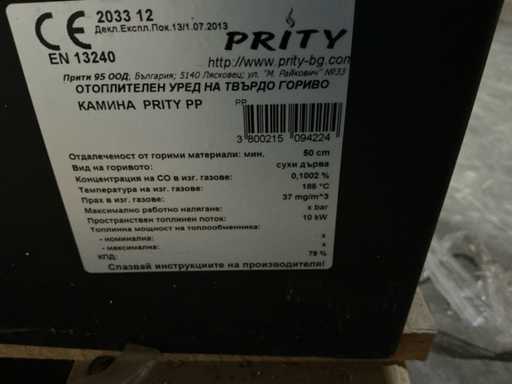 CE 2033 12
Декл.Експл.Пок.13/1.07.2013
EN 13240
PRITY
http://www.prity-bg.com
Прити 95 ООД, България; 5140 Лясковец; ул. "М. Райкович" №33
ОТОПЛИТЕЛЕН УРЕД НА ТВЪРДО ГОРИВО
КАМИНА PRITY PP
PP
3 800215 094224
Отдалеченост от горими материали: мин. 50 cm
Вид на горивото: сухи дърва
Концентрация на CO в изг. газове: 0,1002 %
Температура на изг. газове: 186 °C
Прах в изг. газове: 37 mg/m^3
Максимално работно налягане: x bar
Пространствен топлинен поток: 10 kW
Топлинна мощност на топлообменника:
- номинална: x
- максимална: x
КПД: 78 %
Спазвай инструкциите на производителя!